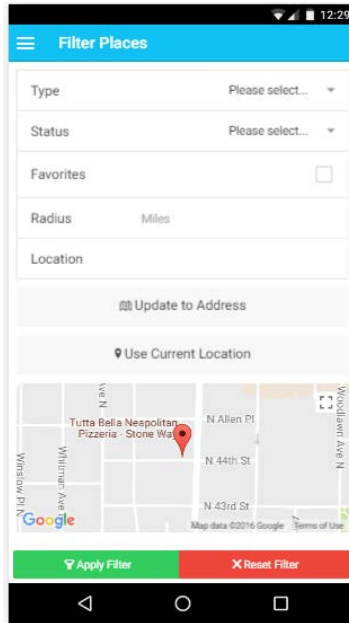 12:29
Filter Places
Type Please select...
Status Please select...
Favorites
Radius Miles
Location
Update to Address
Use Current Location
ve N
Woodlawn Ave N
Tutta Bella Neapolitan
Pizzeria - Stone Way
N Allen Pl
Winslow Pl N
Whitman Ave N
N 44th St
N 43rd St
Google
Map data ©2016 Google Terms of Use
Apply Filter Reset Filter